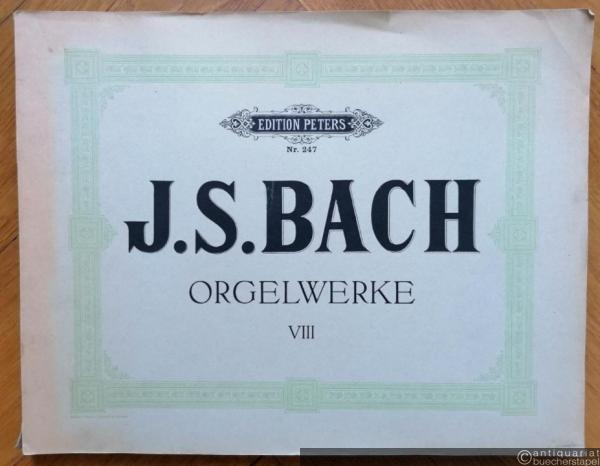 EDITION PETERS
Nr. 247
J.S. BACH
ORGELWERKE
VIII
antiquariat
buecherstapel